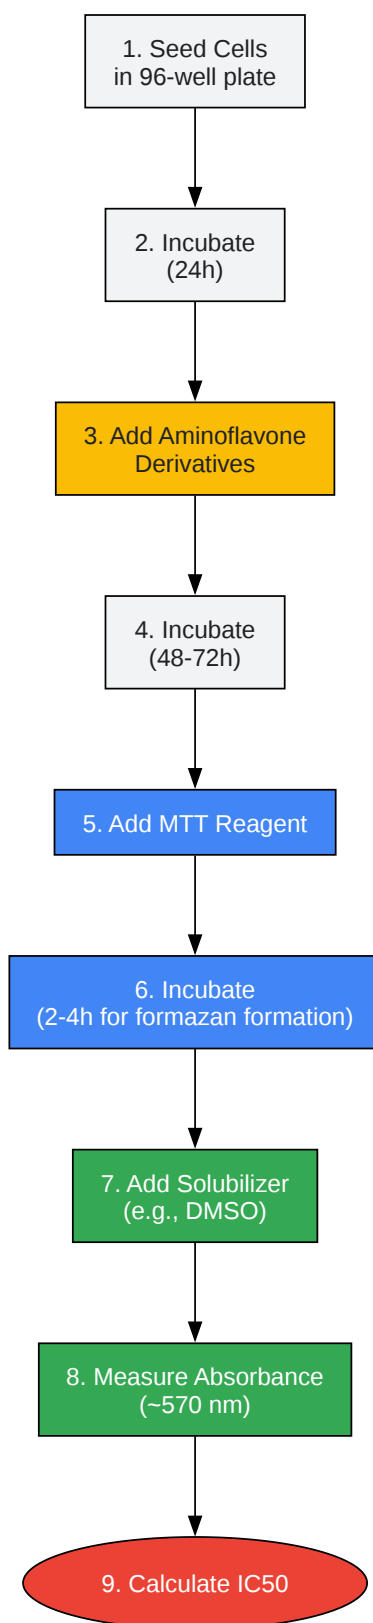 1. Seed Cells
in 96-well plate
2. Incubate
(24h)
3. Add Aminoflavone
Derivatives
4. Incubate
(48-72h)
5. Add MTT Reagent
6. Incubate
(2-4h for formazan formation)
7. Add Solubilizer
(e.g., DMSO)
8. Measure Absorbance
(~570 nm)
9. Calculate IC50